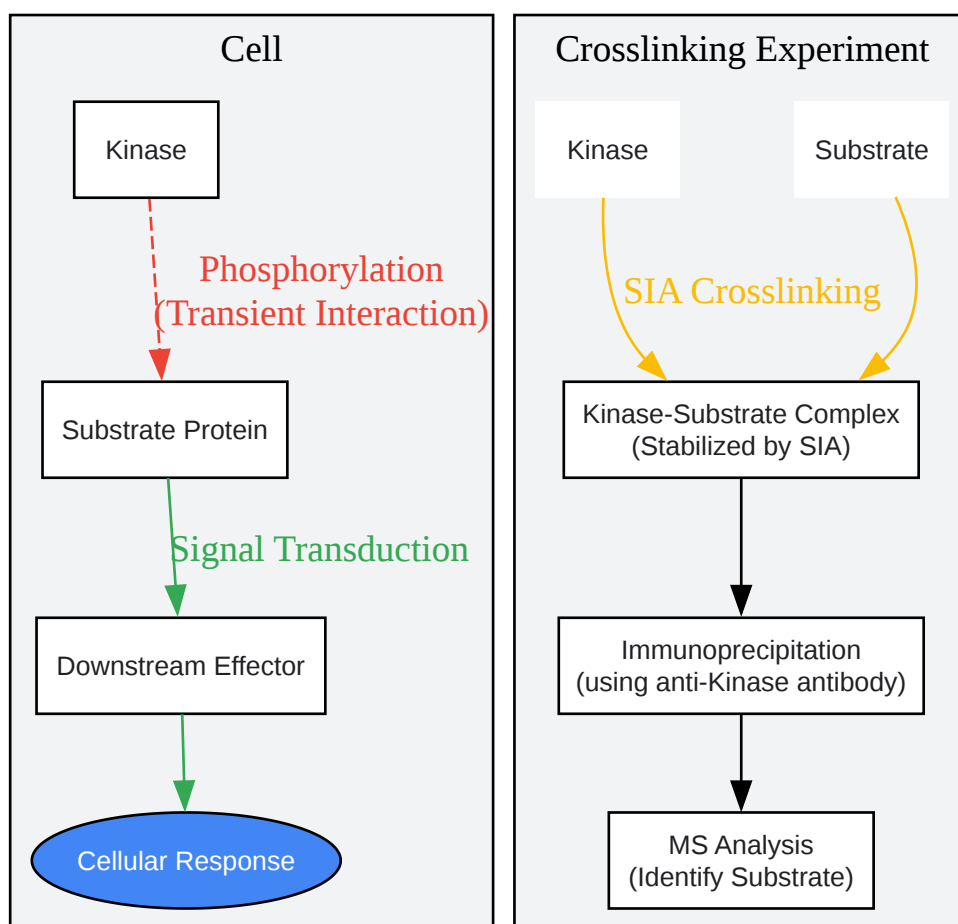 Cell
Kinase
Phosphorylation
(Transient Interaction)
Substrate Protein
Signal Transduction
Downstream Effector
Cellular Response
Crosslinking Experiment
Kinase
Substrate
SIA Crosslinking
Kinase-Substrate Complex
(Stabilized by SIA)
Immunoprecipitation
(using anti-Kinase antibody)
MS Analysis
(Identify Substrate)